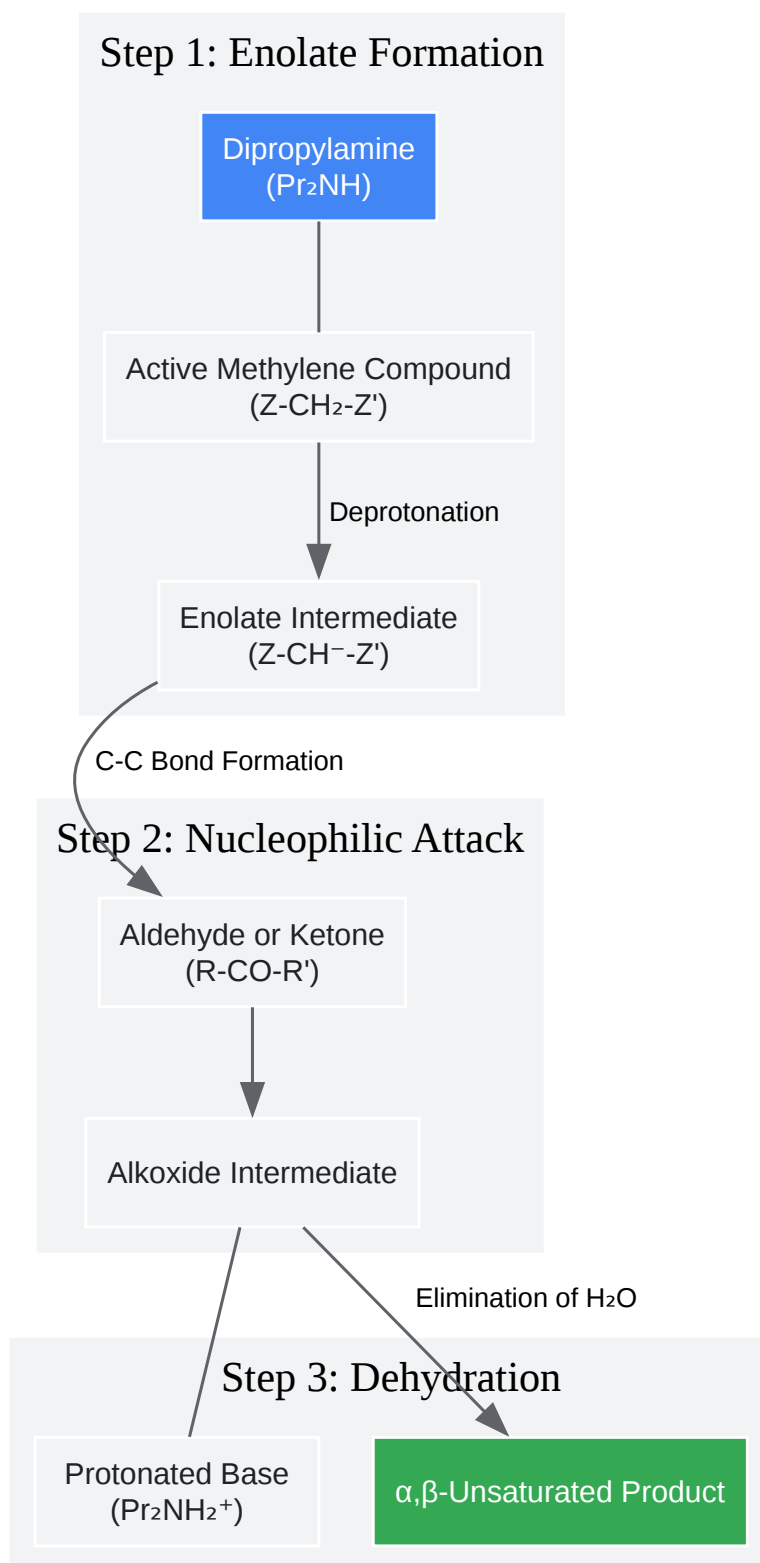 Step 1: Enolate Formation
Dipropylamine
(Pr₂NH)
Active Methylene Compound
(Z-CH₂-Z')
Deprotonation
Enolate Intermediate
(Z-CH⁻-Z')
C-C Bond Formation
Step 2: Nucleophilic Attack
Aldehyde or Ketone
(R-CO-R')
Alkoxide Intermediate
Elimination of H₂O
Step 3: Dehydration
Protonated Base
(Pr₂NH₂⁺)
α,β-Unsaturated Product